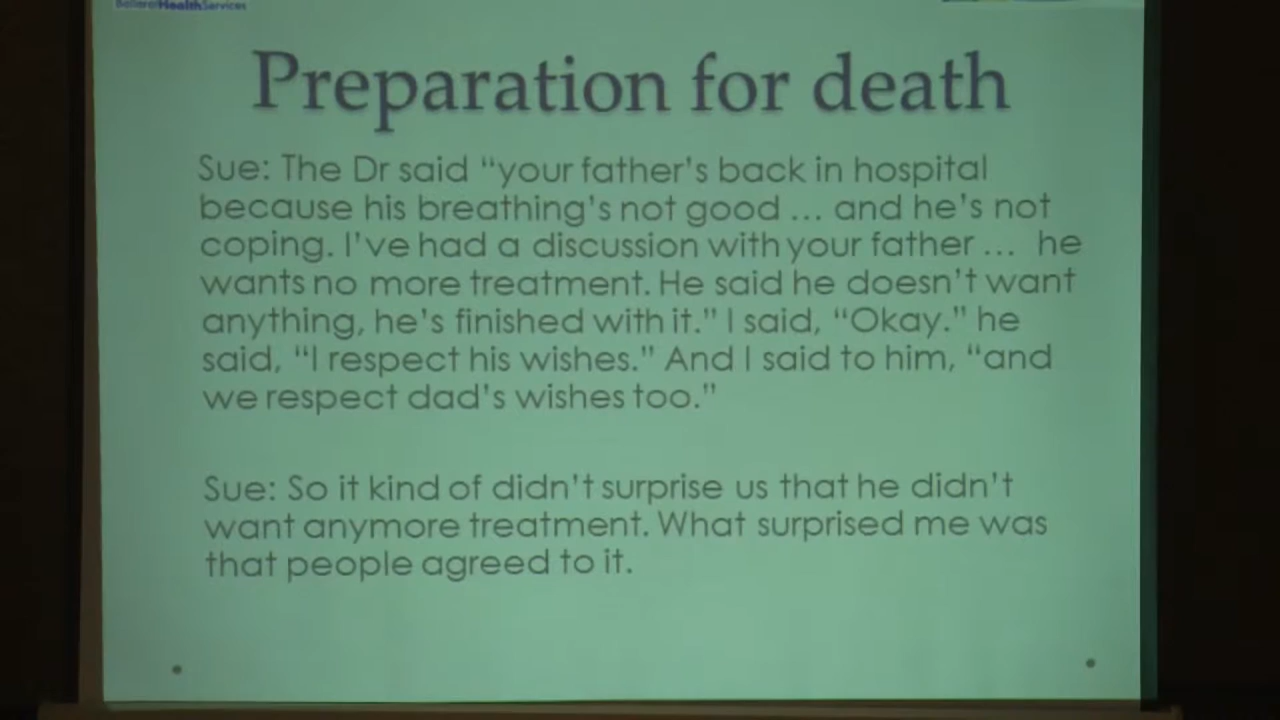 BallaratHealthServices
Preparation for death
Sue: The Dr said “your father’s back in hospital
because his breathing’s not good … and he’s not
coping. I’ve had a discussion with your father … he
wants no more treatment. He said he doesn’t want
anything, he’s finished with it.” I said, “Okay.” he
said, “I respect his wishes.” And I said to him, “and
we respect dad’s wishes too.”
Sue: So it kind of didn’t surprise us that he didn’t
want anymore treatment. What surprised me was
that people agreed to it.